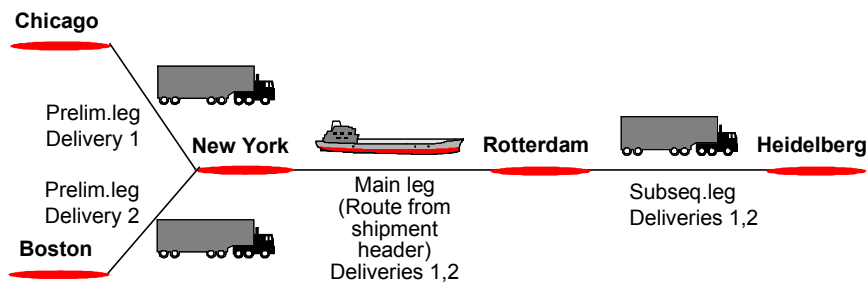 Chicago
Prelim.leg
Delivery 1
New York
Rotterdam
Heidelberg
Prelim.leg
Delivery 2
Boston
Main leg
(Route from
shipment
header)
Deliveries 1,2
Subseq.leg
Deliveries 1,2